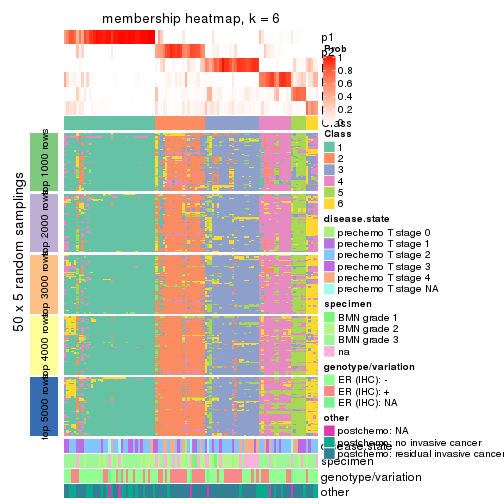 membership heatmap, k = 6
p1
p2
Prob
1
0.8
0.6
0.4
0.2
0
Class
Class
1
2
3
4
5
6
disease.state
prechemo T stage 0
prechemo T stage 1
prechemo T stage 2
prechemo T stage 3
prechemo T stage 4
prechemo T stage NA
specimen
BMN grade 1
BMN grade 2
BMN grade 3
na
genotype/variation
ER (IHC): -
ER (IHC): +
ER (IHC): NA
other
postchemo: NA
postchemo: no invasive cancer
postchemo: residual invasive cancer
50 x 5 random samplings
top 1000 rows
top 2000 rows
top 3000 rows
top 4000 rows
top 5000 rows
disease.state
specimen
genotype/variation
other